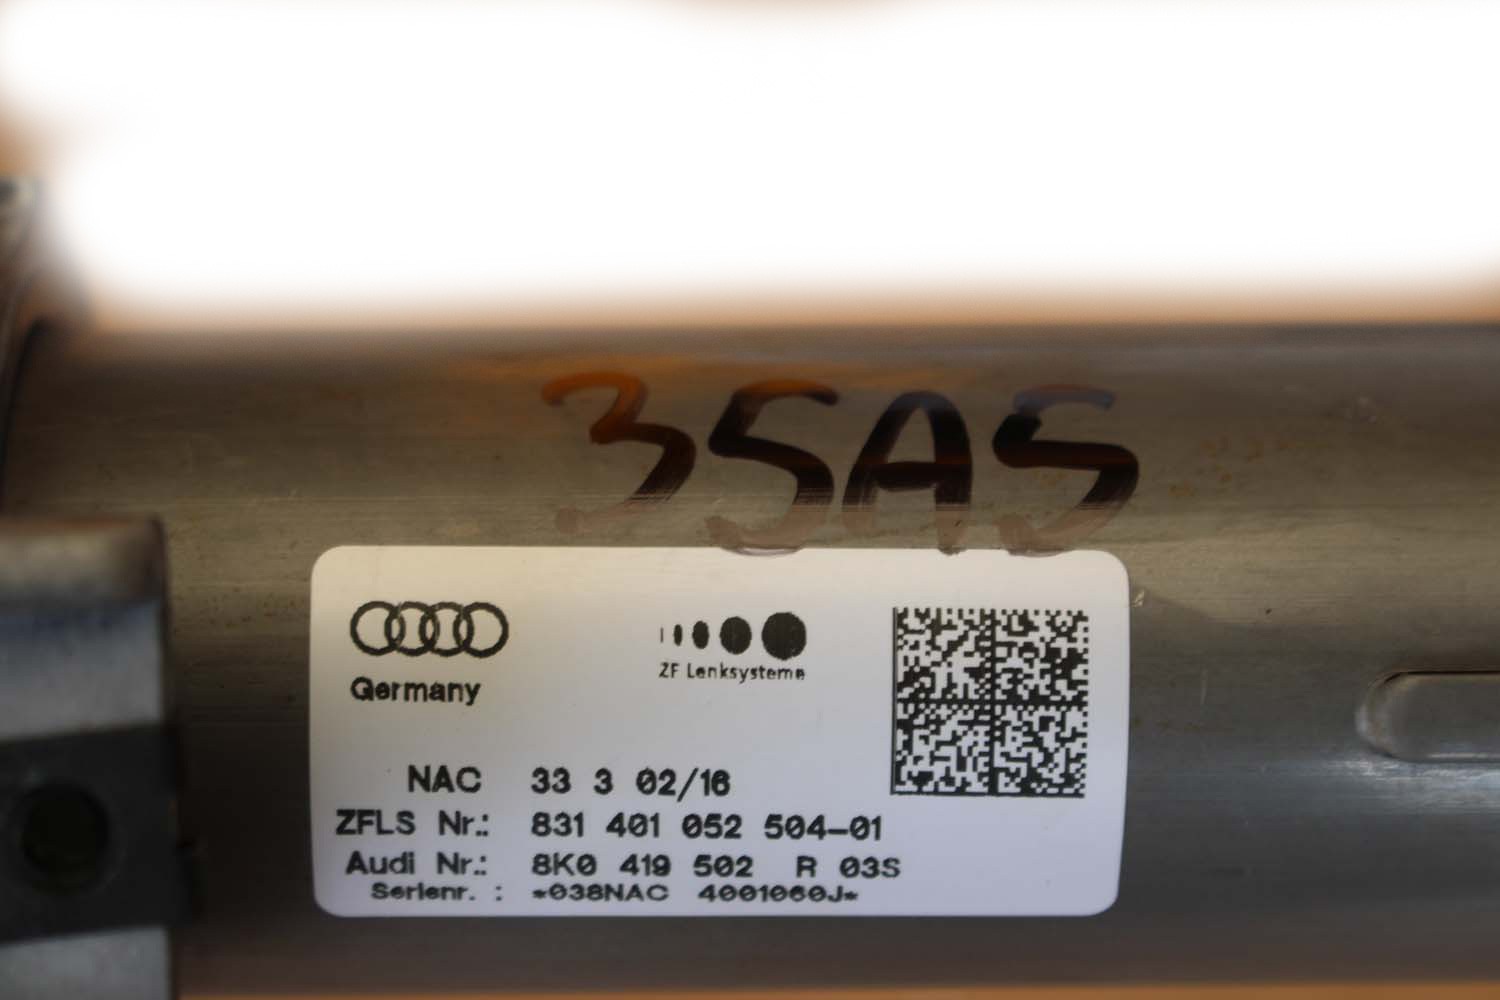 35AS
Germany
ZF Lenksysteme
NAC 33 3 02/16
ZFLS Nr.: 831 401 052 504-01
Audi Nr.: 8K0 419 502 R 03S
Serienr. : *038NAC 4001060J*